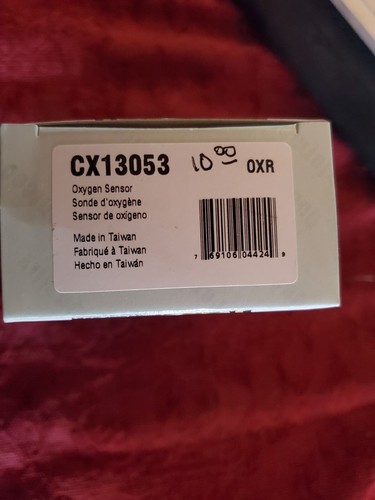 CX13053 10 00 OXR
Oxygen Sensor
Sonde d'oxygène
Sensor de oxígeno
Made in Taiwan
Fabriqué à Taiwan
Hecho en Taiwán
7 69106 04424 9